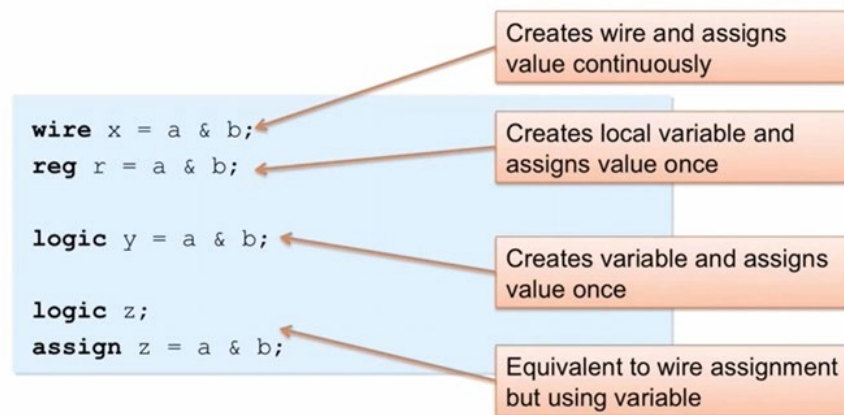 Creates wire and assigns
value continuously
wire x = a & b;
reg r = a & b;
Creates local variable and
assigns value once
logic y = a & b;
Creates variable and assigns
value once
logic z;
assign z = a & b;
Equivalent to wire assignment
but using variable